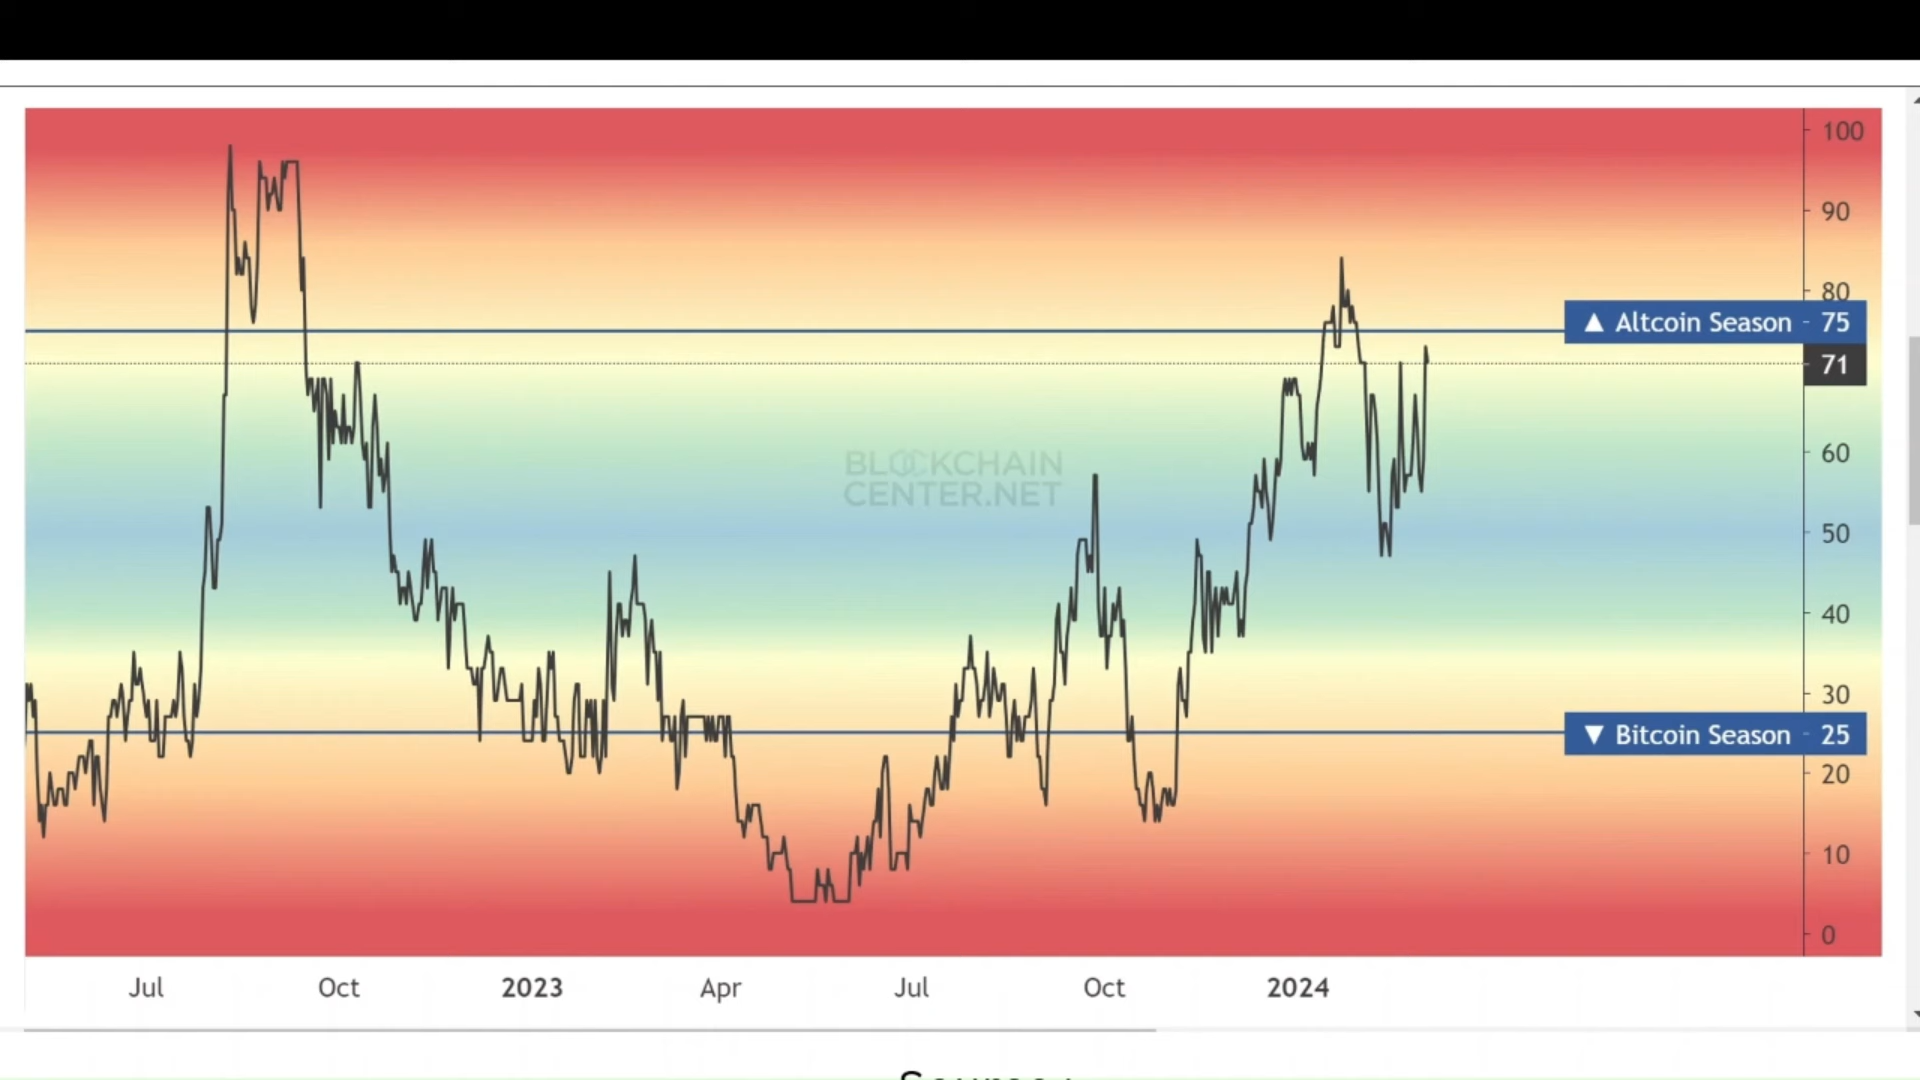 100
90
80
▲ Altcoin Season - 75
71
BLOCKCHAIN
CENTER.NET
60
50
40
30
▼ Bitcoin Season - 25
20
10
0
Jul Oct 2023 Apr Jul Oct 2024